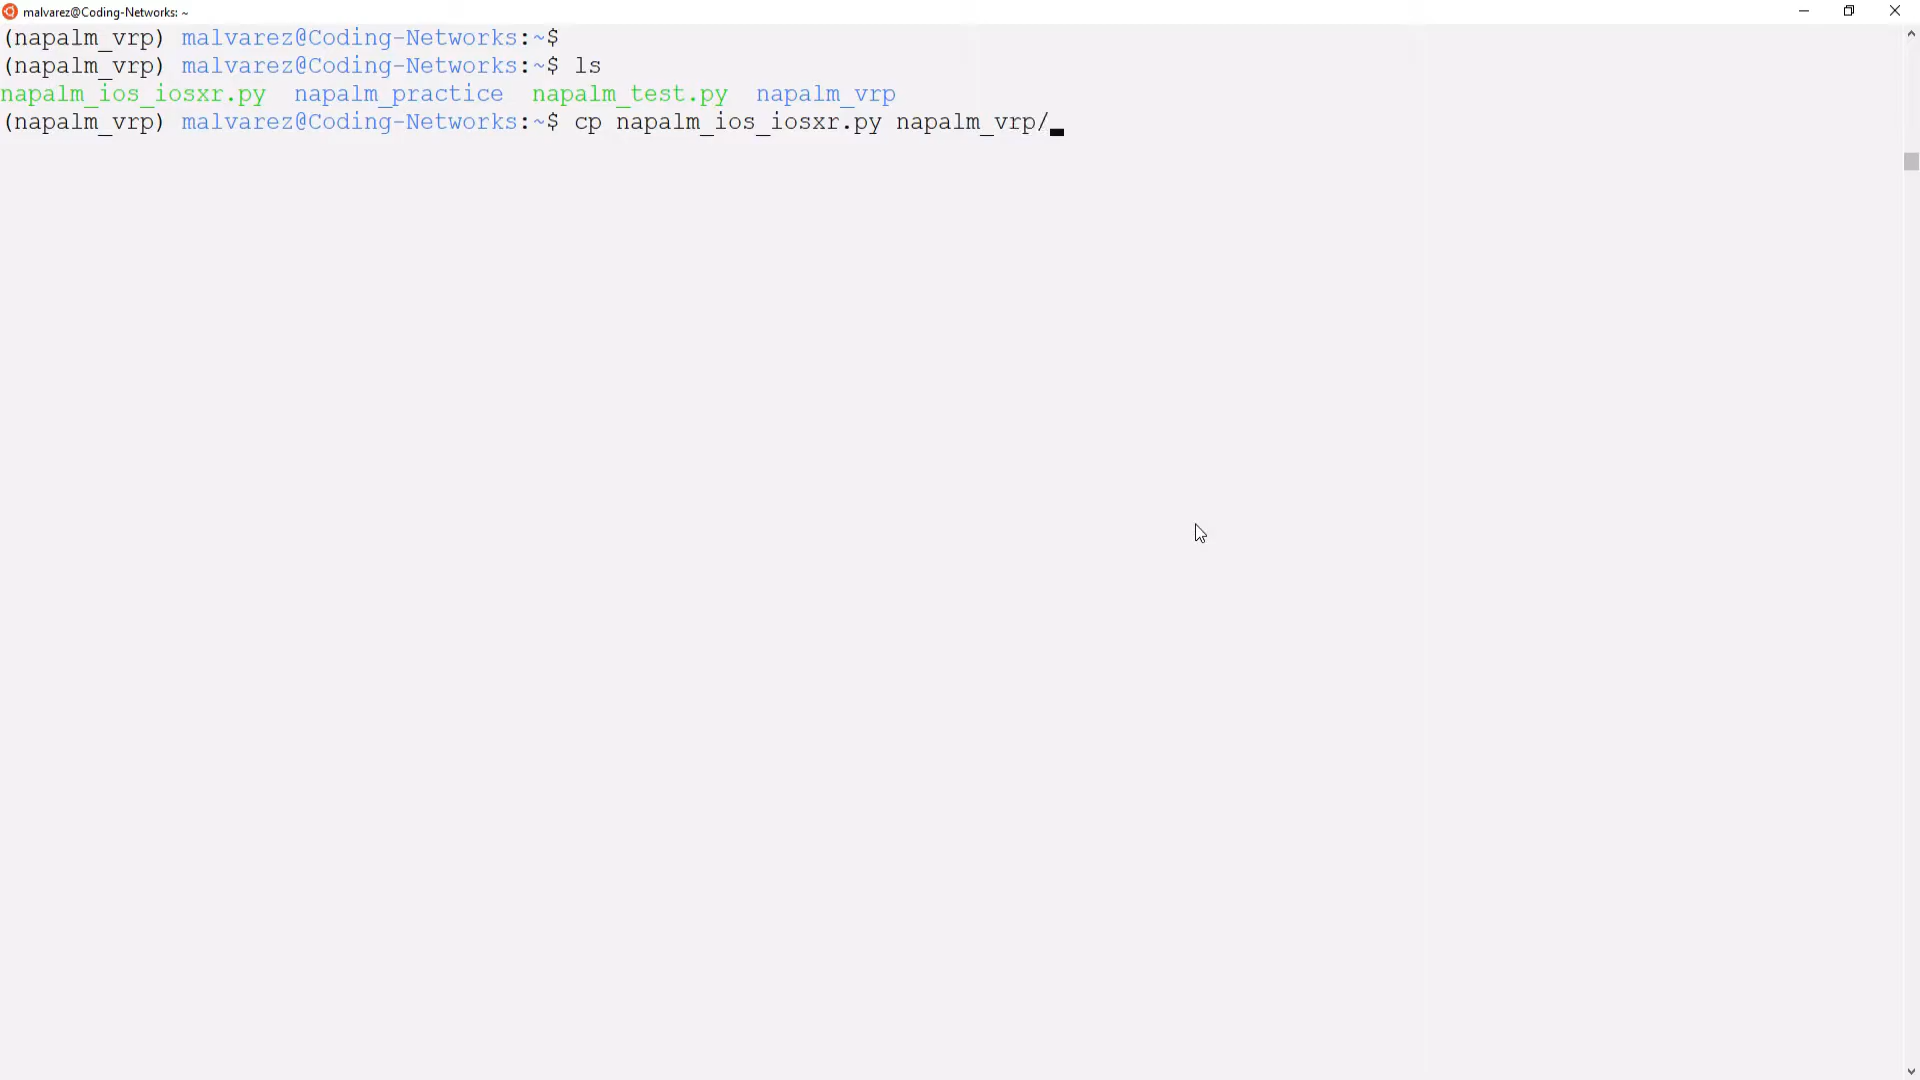 malvarez@Coding-Networks: ~
(napalm_vrp) malvarez@Coding-Networks:~$
(napalm_vrp) malvarez@Coding-Networks:~$ ls
napalm_ios_iosxr.py  napalm_practice  napalm_test.py  napalm_vrp
(napalm_vrp) malvarez@Coding-Networks:~$ cp napalm_ios_iosxr.py napalm_vrp/